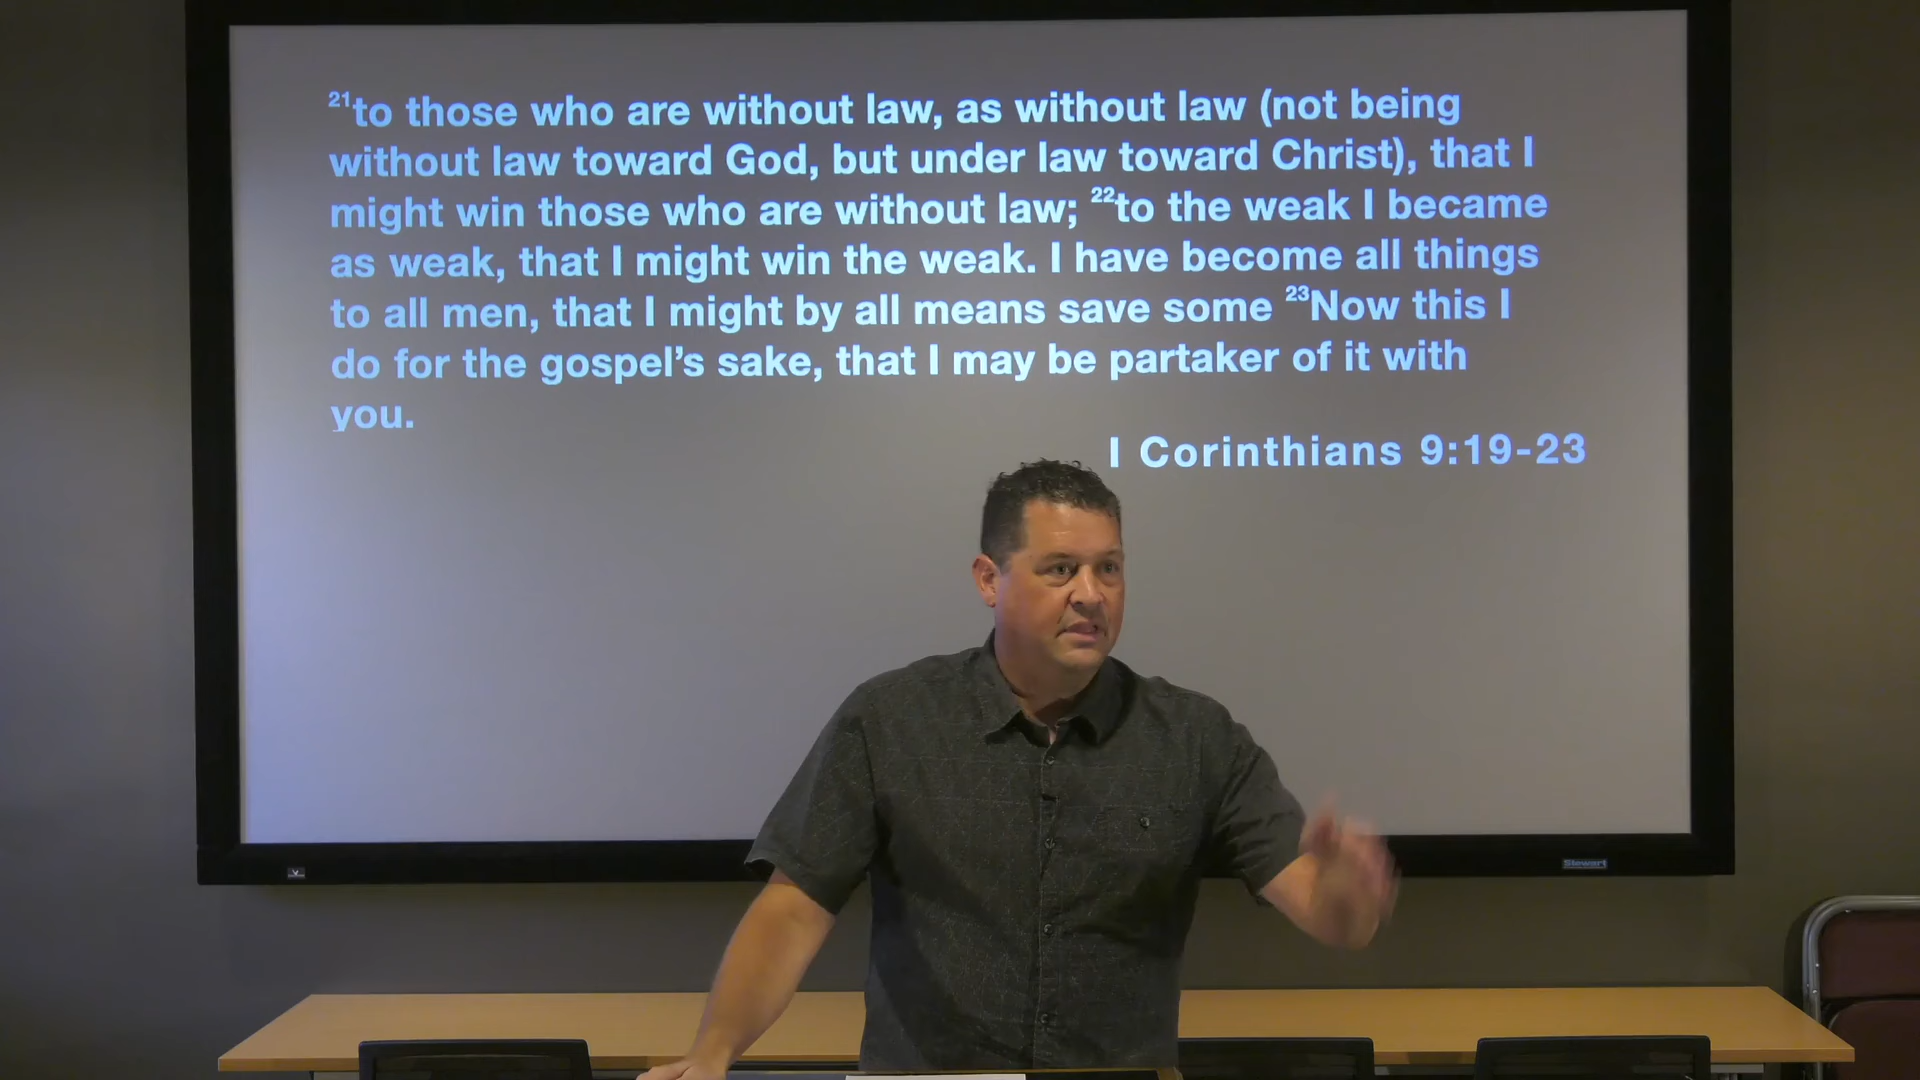 21to those who are without law, as without law (not being
without law toward God, but under law toward Christ), that I
might win those who are without law; 22to the weak I became
as weak, that I might win the weak. I have become all things
to all men, that I might by all means save some 23Now this I
do for the gospel’s sake, that I may be partaker of it with
you.
I Corinthians 9:19-23
Stewart